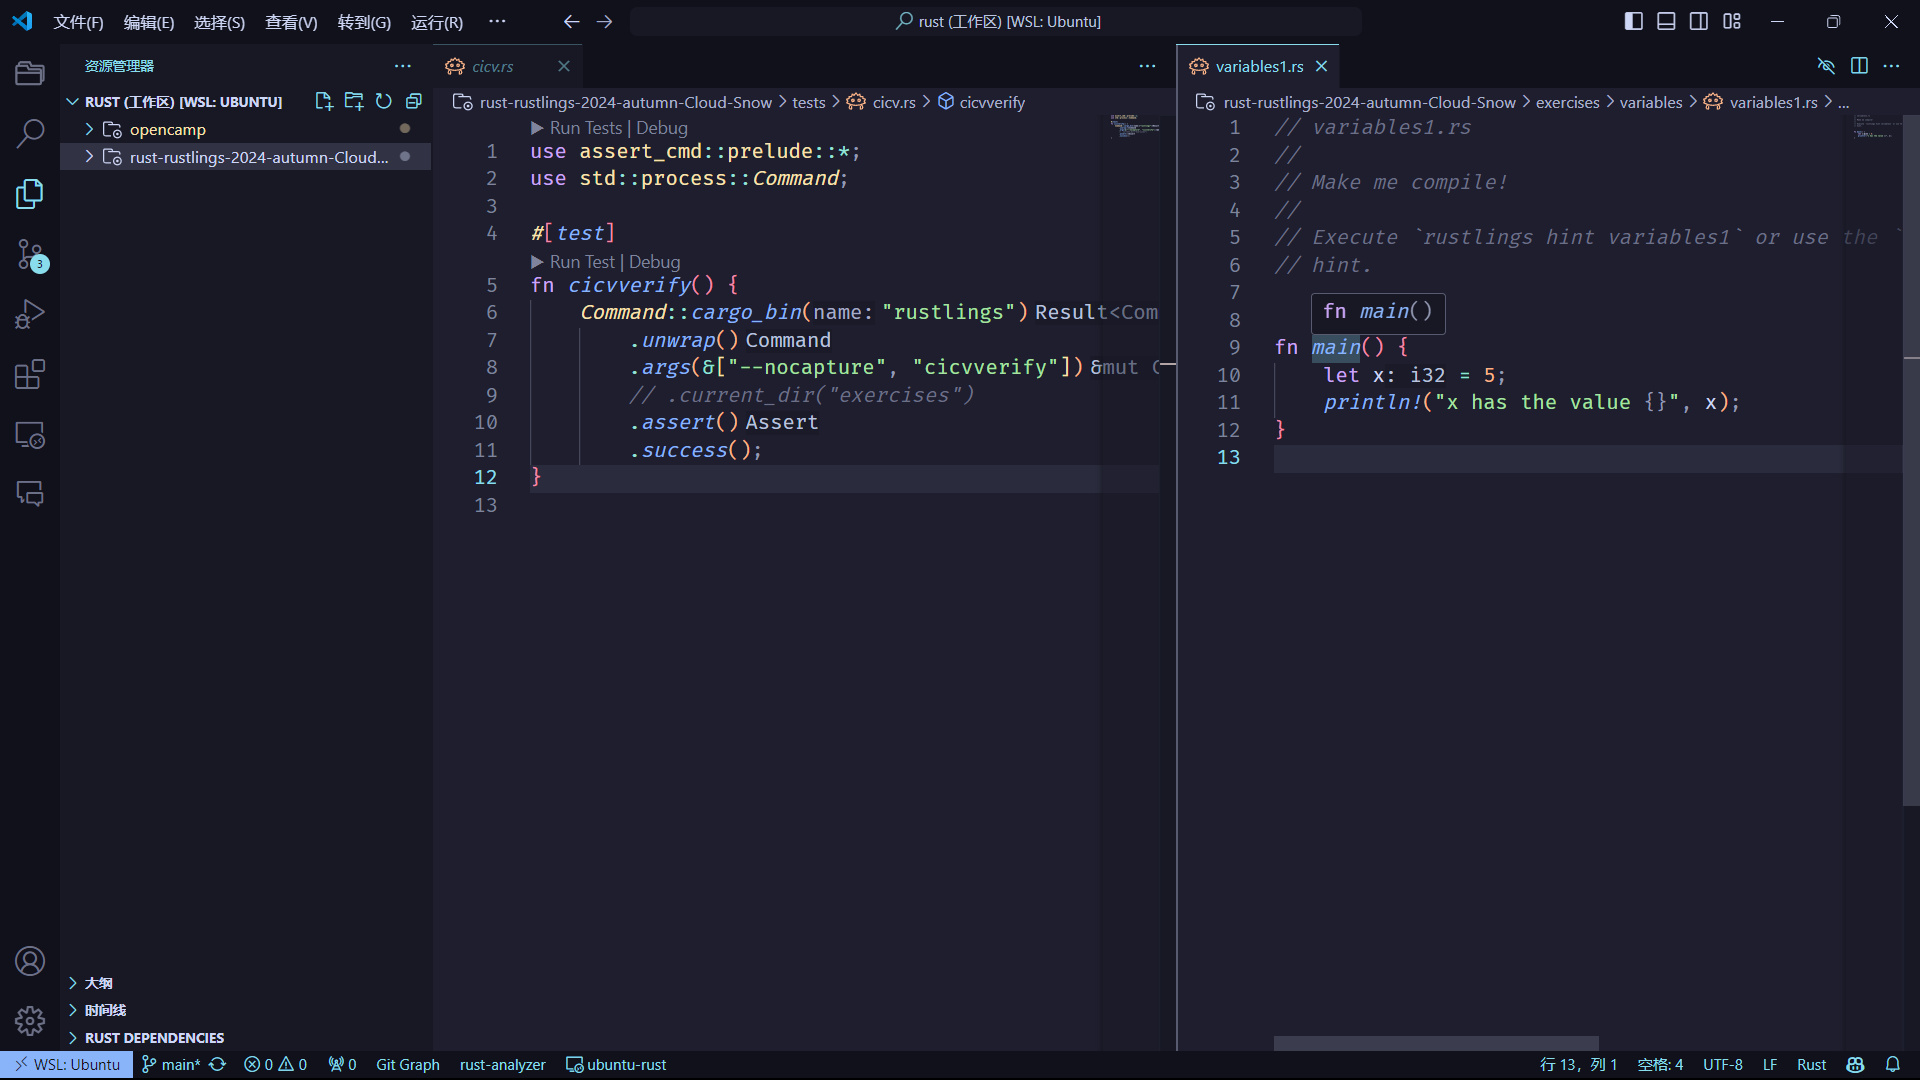 文件(F) 编辑(E) 选择(S) 查看(V) 转到(G) 运行(R) ··· rust (工作区) [WSL: Ubuntu]
资源管理器 ···
RUST (工作区) [WSL: UBUNTU]
opencamp
rust-rustlings-2024-autumn-Cloud...
3
大纲
时间线
RUST DEPENDENCIES
cicv.rs
rust-rustlings-2024-autumn-Cloud-Snow > tests > cicv.rs > cicvverify
Run Tests | Debug
1 use assert_cmd::prelude::*;
2 use std::process::Command;
3
4 #[test]
Run Test | Debug
5 fn cicvverify() {
6 Command::cargo_bin(name: "rustlings") Result<Com
7 .unwrap() Command
8 .args(&["--nocapture", "cicvverify"]) &mut C
9 // .current_dir("exercises")
10 .assert() Assert
11 .success();
12 }
13
variables1.rs
rust-rustlings-2024-autumn-Cloud-Snow > exercises > variables > variables1.rs > ...
1 // variables1.rs
2 //
3 // Make me compile!
4 //
5 // Execute `rustlings hint variables1` or use the `
6 // hint.
7
fn main()
8
9 fn main() {
10 let x: i32 = 5;
11 println!("x has the value {}", x);
12 }
13
WSL: Ubuntu main* 0 0 0 Git Graph rust-analyzer ubuntu-rust 行 13，列 1 空格: 4 UTF-8 LF Rust